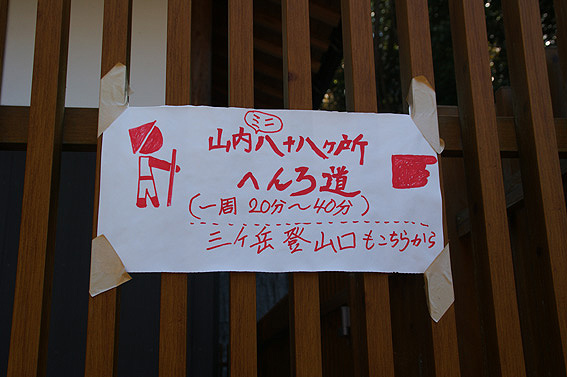 ミニ
山内八十八ヶ所
へんろ道
(一周 20分～40分)
三ヶ岳登山口もこちらから